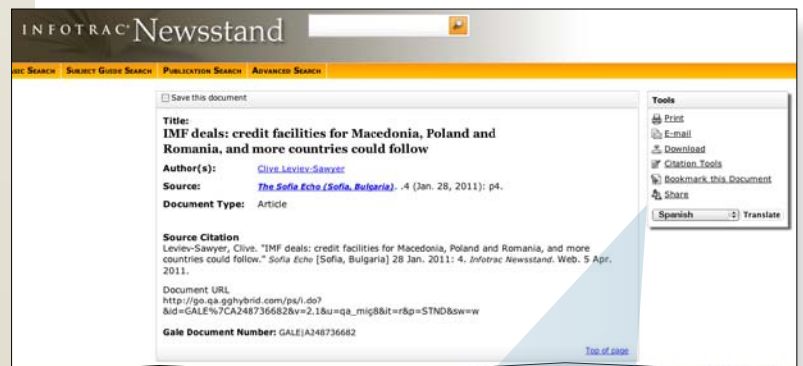 INFOTRAC Newsstand
BASIC SEARCH SUBJECT GUIDE SEARCH PUBLICATION SEARCH ADVANCED SEARCH
Save this document
Title:
IMF deals: credit facilities for Macedonia, Poland and
Romania, and more countries could follow
Author(s): Clive Leviev-Sawyer
Source: The Sofia Echo (Sofia, Bulgaria). .4 (Jan. 28, 2011): p4.
Document Type: Article
Source Citation
Leviev-Sawyer, Clive. "IMF deals: credit facilities for Macedonia, Poland and Romania, and more
countries could follow." Sofia Echo [Sofia, Bulgaria] 28 Jan. 2011: 4. Infotrac Newsstand. Web. 5 Apr.
2011.
Document URL
http://go.qa.gghybrid.com/ps/i.do?
&id=GALE%7CA248736682&v=2.1&u=qa_mig8&it=r&p=STND&sw=w
Gale Document Number: GALE|A248736682
Top of page
Tools
Print
E-mail
Download
Citation Tools
Bookmark this Document
Share
Spanish Translate